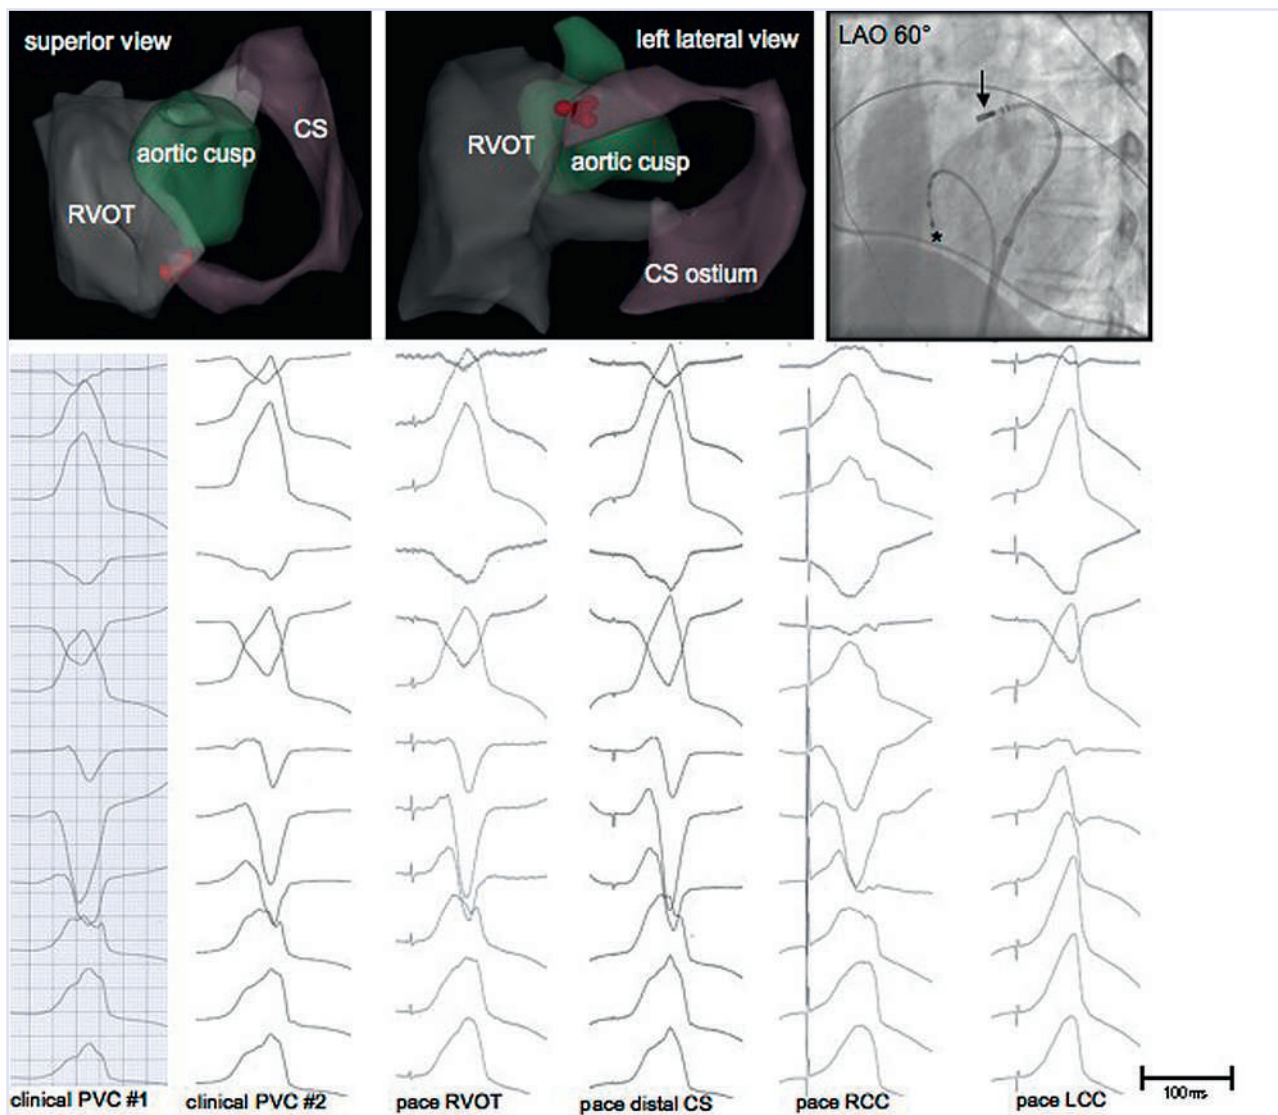 superior view
CS
aortic cusp
RVOT
left lateral view
RVOT
aortic cusp
CS ostium
LAO 60°
*
clinical PVC #1
clinical PVC #2
pace RVOT
pace distal CS
pace RCC
pace LCC
100ms